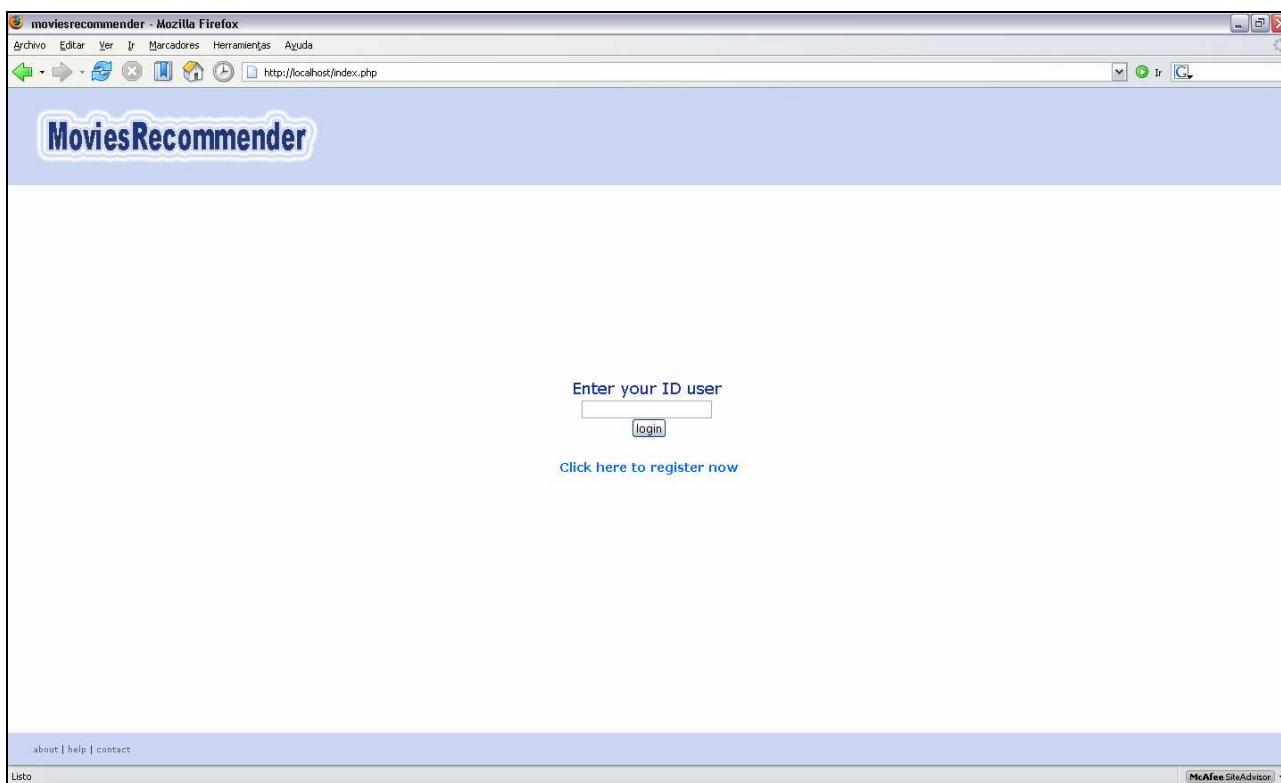 moviesrecommender - Mozilla Firefox
Archivo Editar Ver Ir Marcadores Herramientas Ayuda
http://localhost/index.php Ir G
MoviesRecommender
Enter your ID user
login
Click here to register now
about | help | contact
Listo McAfee SiteAdvisor